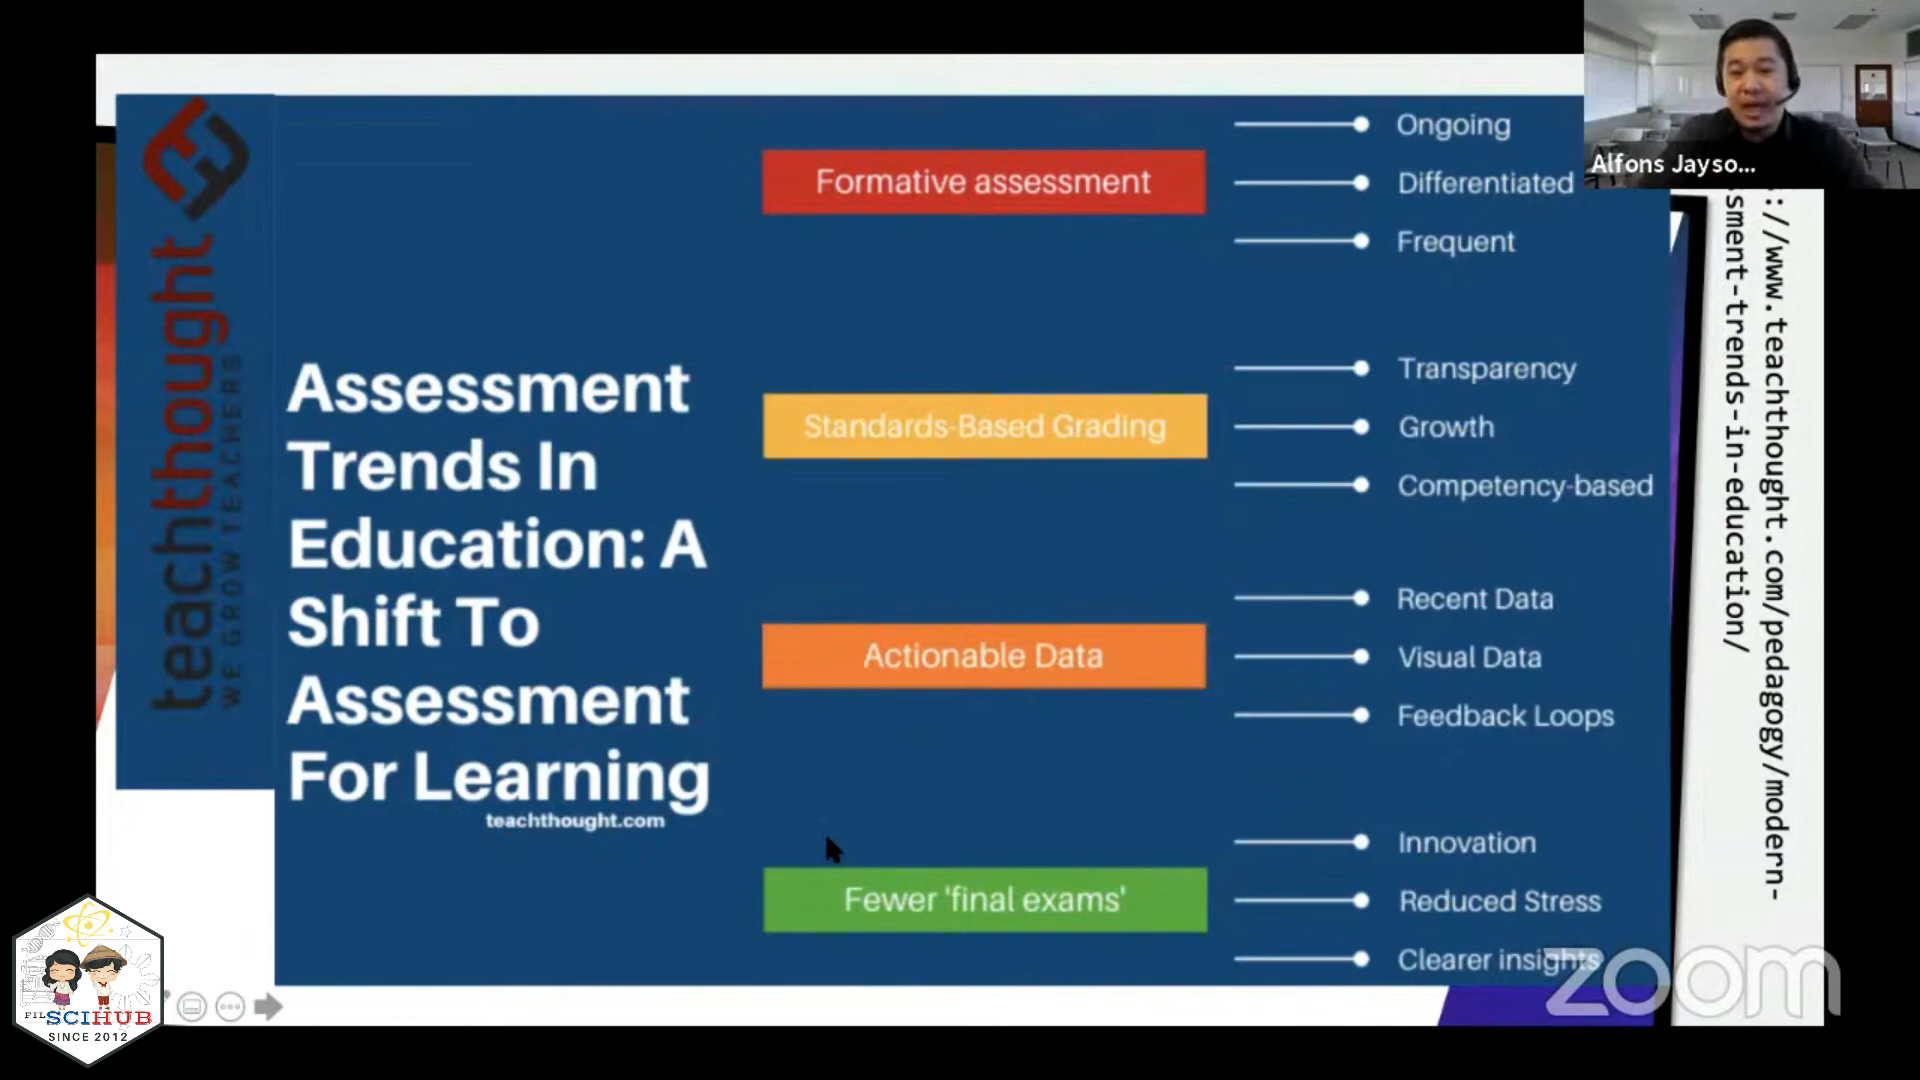 Alfons Jayso...
teachthought
WE GROW TEACHERS
Assessment
Trends In
Education: A
Shift To
Assessment
For Learning
teachthought.com
Formative assessment
Ongoing
Differentiated
Frequent
Standards-Based Grading
Transparency
Growth
Competency-based
Actionable Data
Recent Data
Visual Data
Feedback Loops
Fewer 'final exams'
Innovation
Reduced Stress
Clearer insights
://www.teachthought.com/pedagogy/modern-
sment-trends-in-education/
zoom
FIL
SCIHUB
SINCE 2012